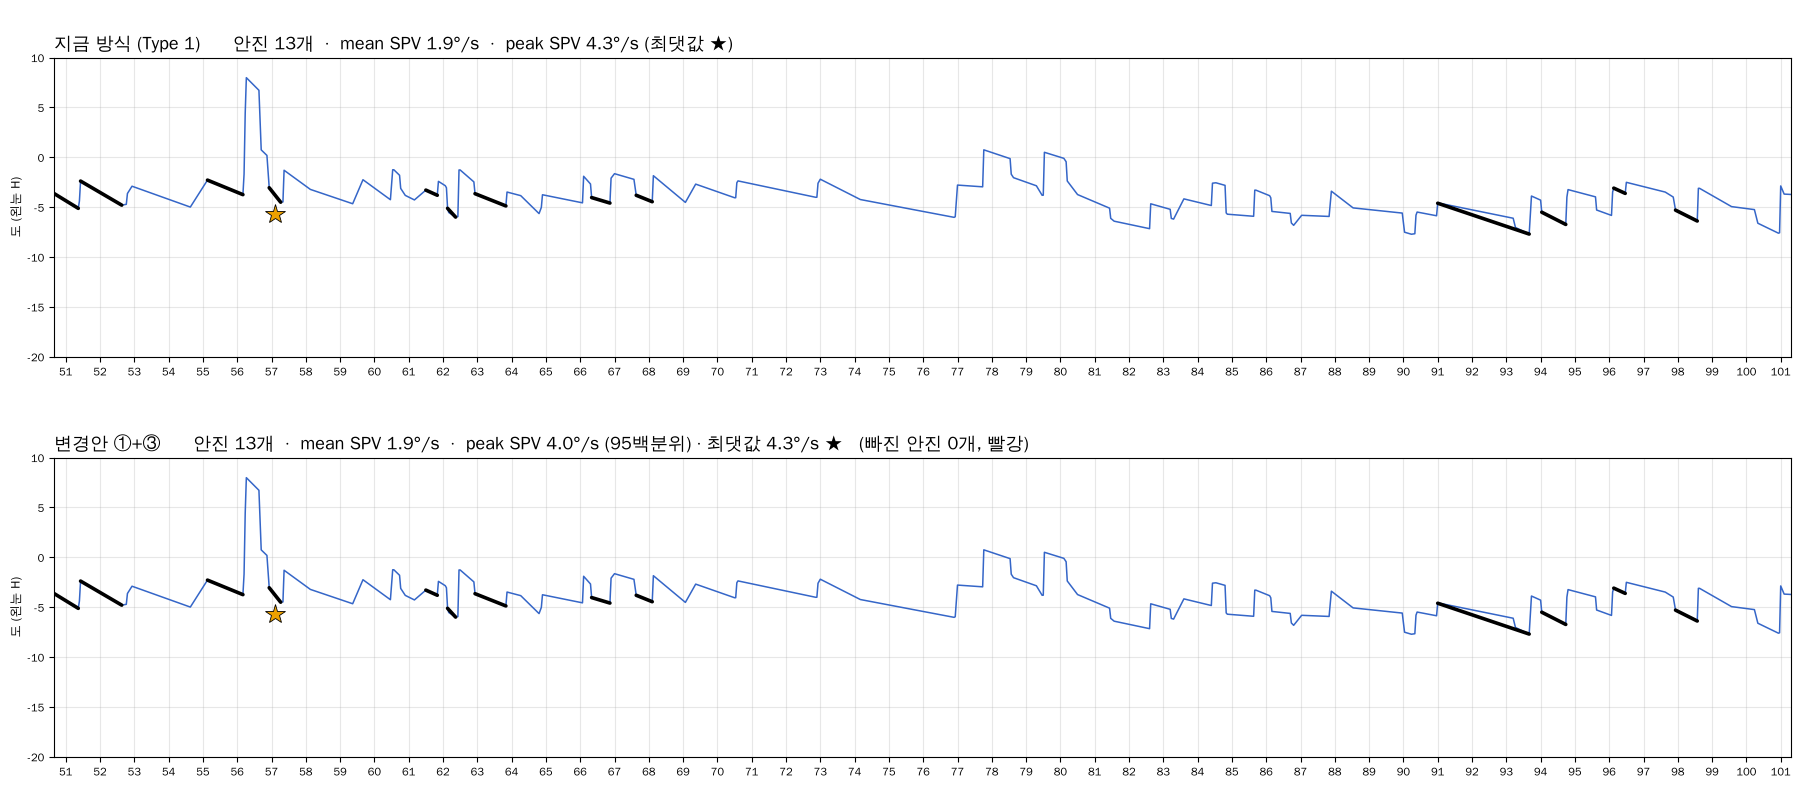 지금 방식 (Type 1) 안진 13개 · mean SPV 1.9°/s · peak SPV 4.3°/s (최댓값 ★)
10
5
0
-5
-10
-15
-20
도 (왼눈 H)
51 52 53 54 55 56 57 58 59 60 61 62 63 64 65 66 67 68 69 70 71 72 73 74 75 76 77 78 79 80 81 82 83 84 85 86 87 88 89 90 91 92 93 94 95 96 97 98 99 100 101
변경안 ①+③ 안진 13개 · mean SPV 1.9°/s · peak SPV 4.0°/s (95백분위) · 최댓값 4.3°/s ★ (빠진 안진 0개, 빨강)
10
5
0
-5
-10
-15
-20
도 (왼눈 H)
51 52 53 54 55 56 57 58 59 60 61 62 63 64 65 66 67 68 69 70 71 72 73 74 75 76 77 78 79 80 81 82 83 84 85 86 87 88 89 90 91 92 93 94 95 96 97 98 99 100 101